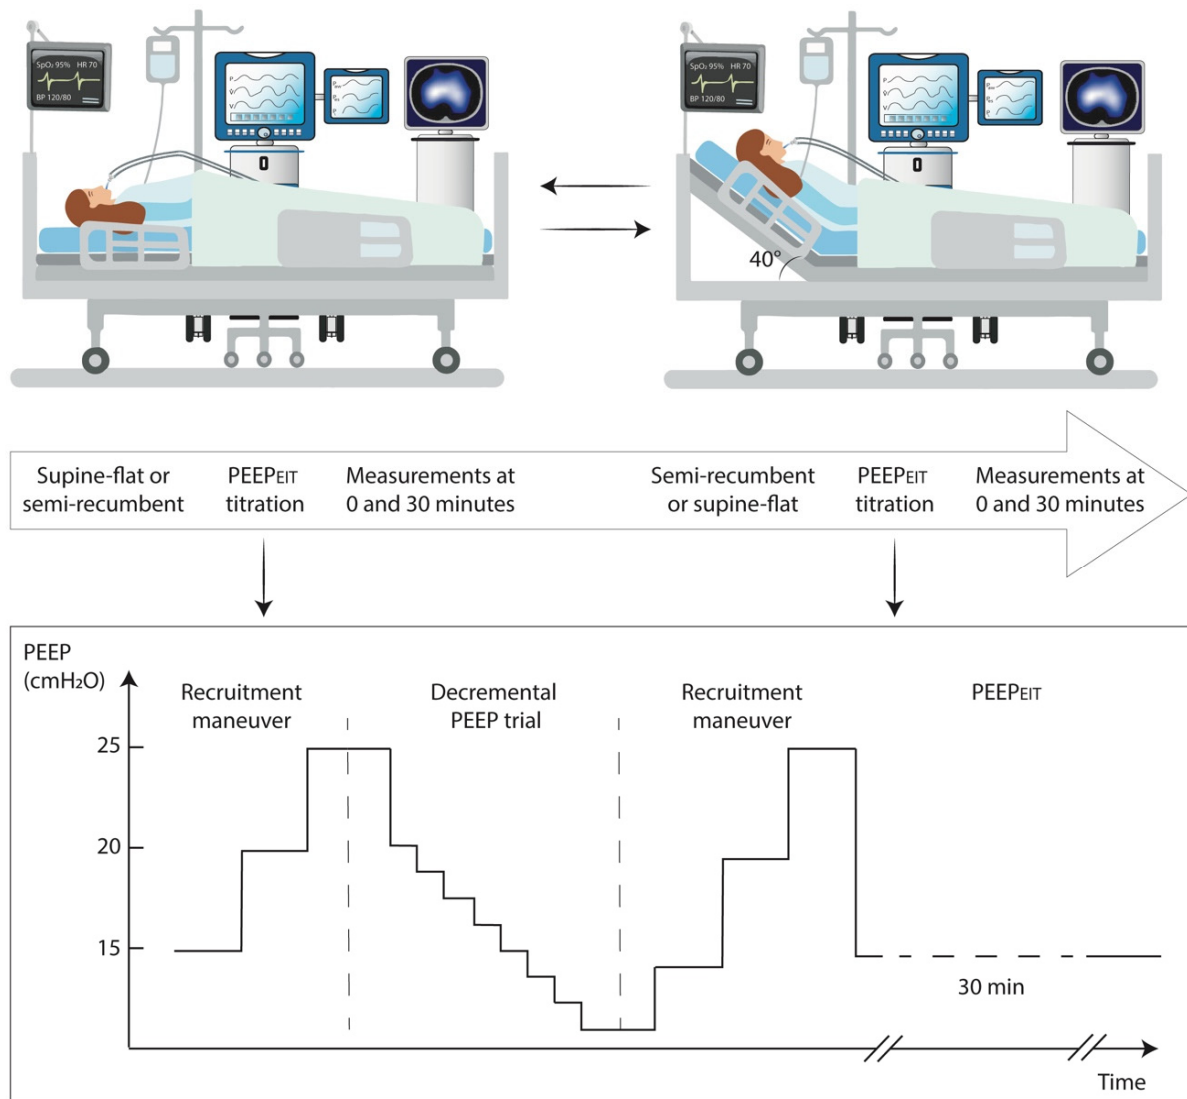 SpO₂ 95% HR 70
BP 120/80
P
V̇
V
Paw
Pes
PL
SpO₂ 95% HR 70
BP 120/80
P
V̇
V
40°
Supine-flat or
semi-recumbent
PEEPEIT
titration
Measurements at
0 and 30 minutes
Semi-recumbent
or supine-flat
PEEPEIT
titration
Measurements at
0 and 30 minutes
PEEP
(cmH₂O)
Recruitment
maneuver
Decremental
PEEP trial
Recruitment
maneuver
PEEPEIT
25
20
15
30 min
Time